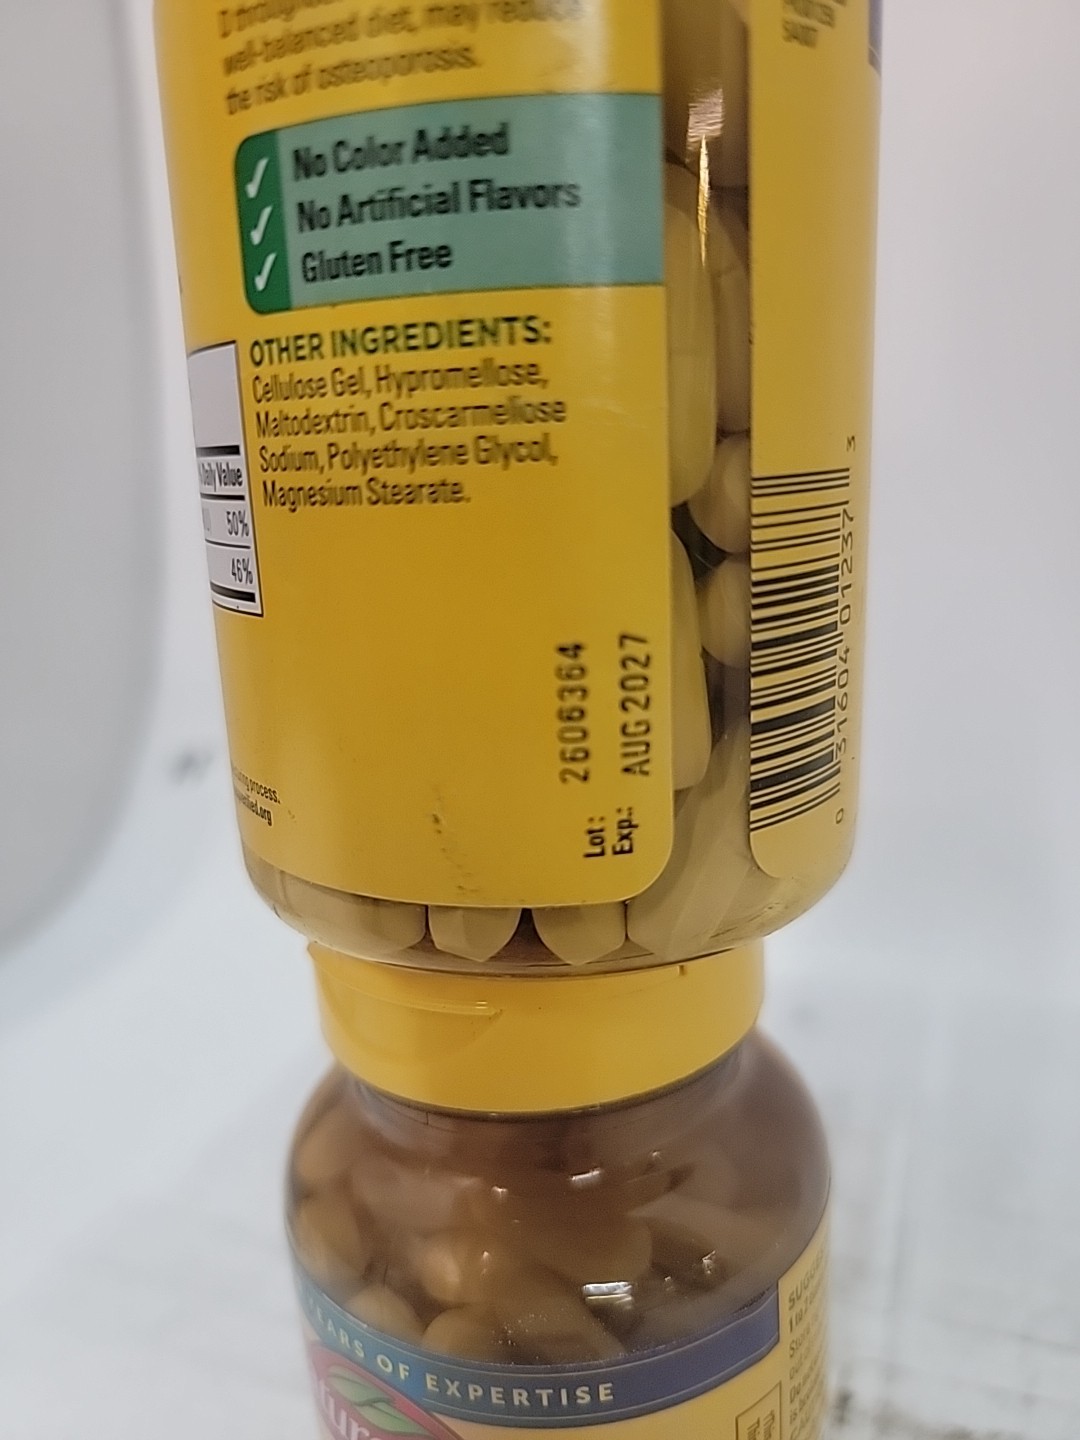 well-balanced diet, may reduce
the risk of osteoporosis.
No Color Added
No Artificial Flavors
Gluten Free
OTHER INGREDIENTS:
Cellulose Gel, Hypromellose,
Maltodextrin, Croscarmellose
Sodium, Polyethylene Glycol,
Magnesium Stearate.
% Daily Value
50%
46%
process.
Lot: 2606364
Exp.: AUG 2027
0 31604 01237 3
OF EXPERTISE